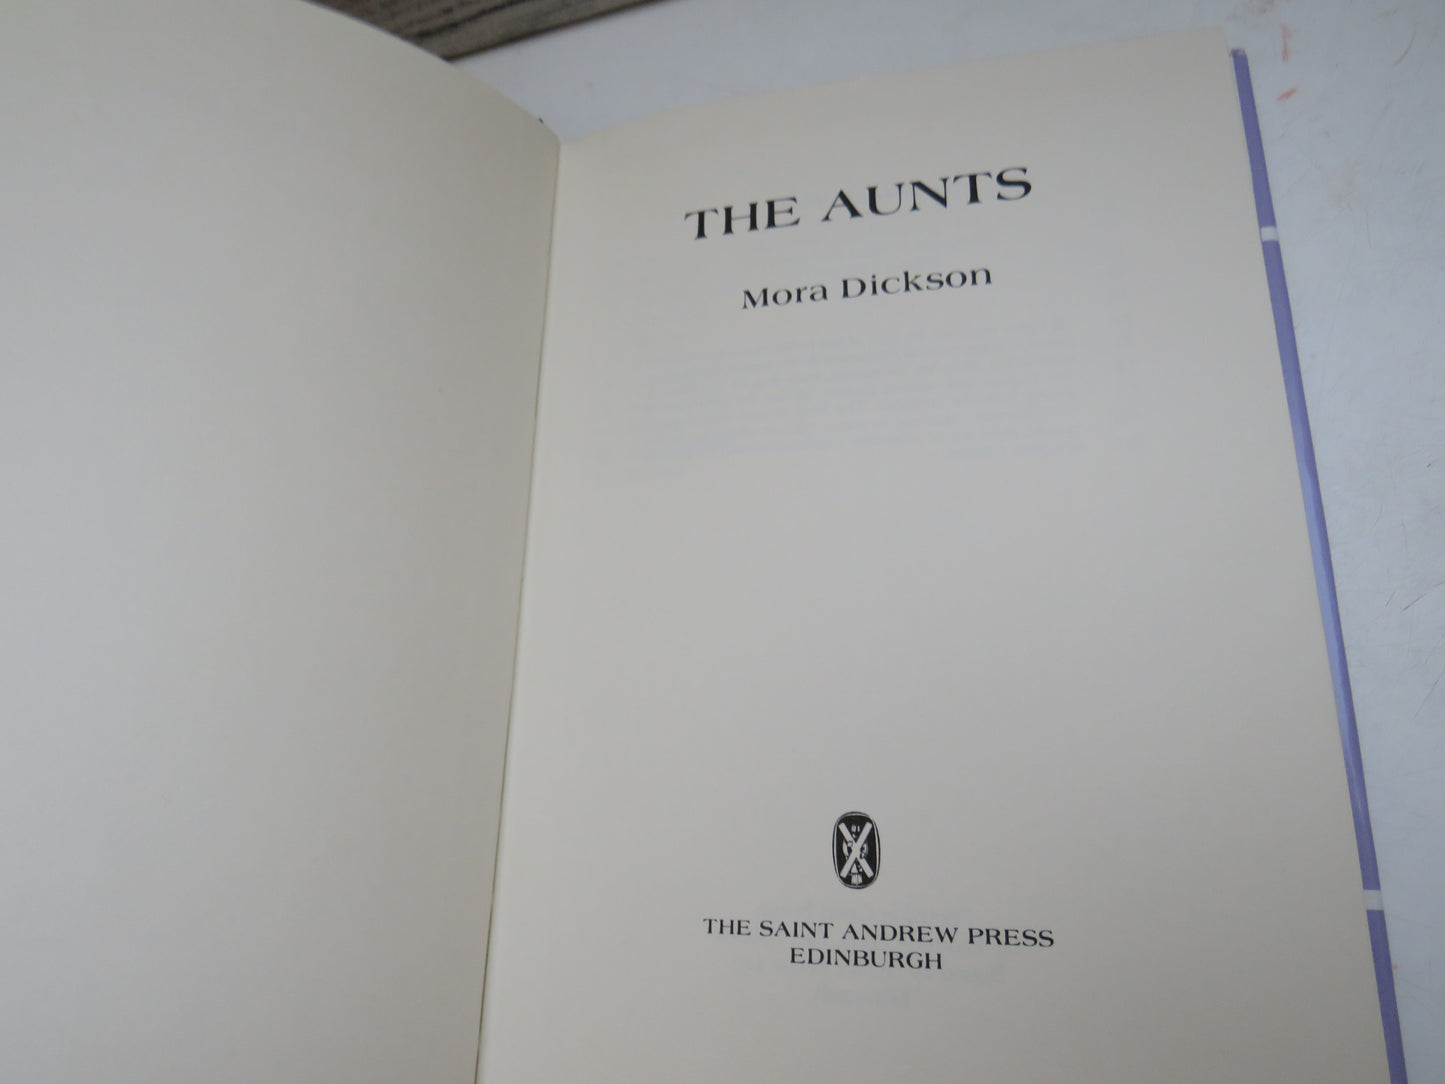 THE AUNTS
Mora Dickson
THE SAINT ANDREW PRESS
EDINBURGH